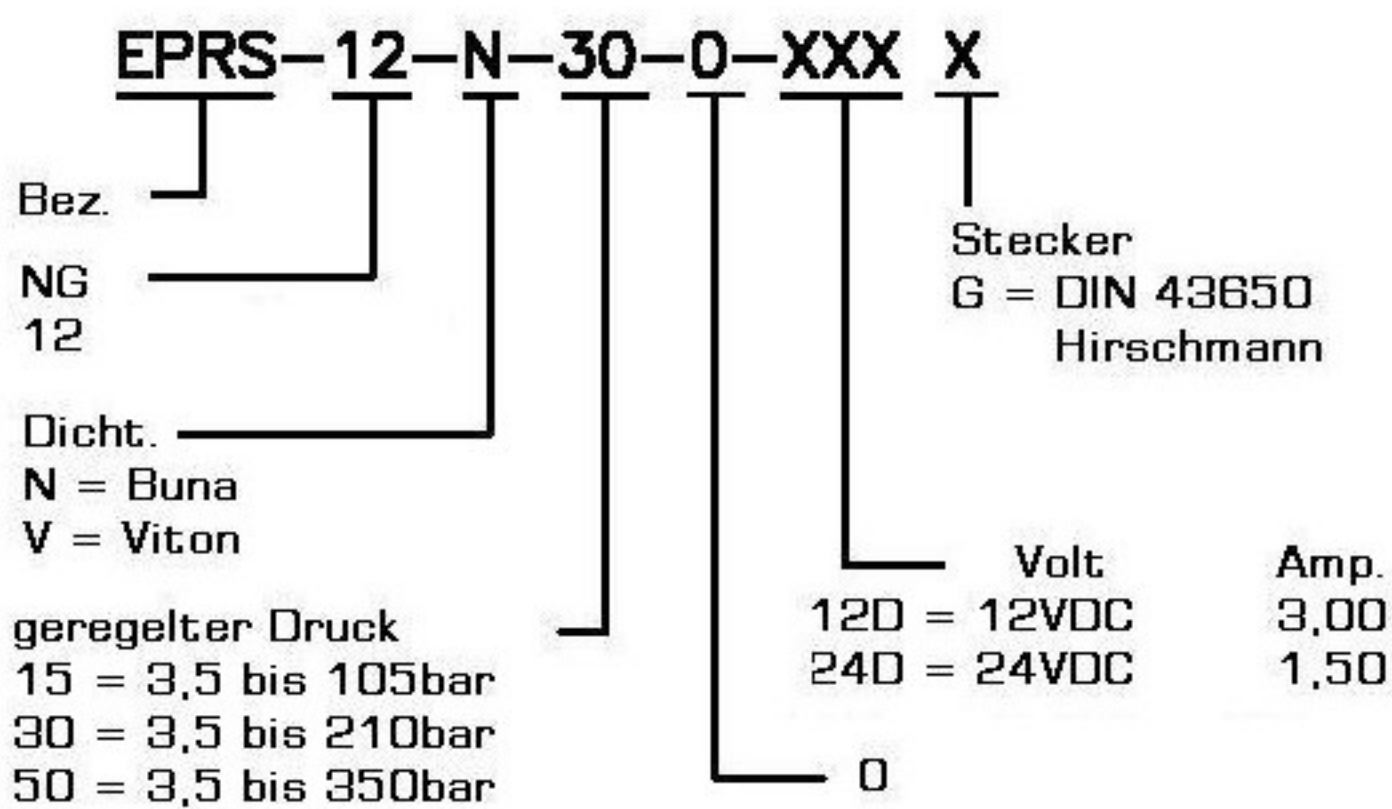 EPRS-12-N-30-0-XXX X
Bez.
NG
12
Dicht.
N = Buna
V = Viton
geregelter Druck
15 = 3,5 bis 105bar
30 = 3,5 bis 210bar
50 = 3,5 bis 350bar
Stecker
G = DIN 43650
Hirschmann
Volt Amp.
12D = 12VDC 3,00
24D = 24VDC 1,50
0